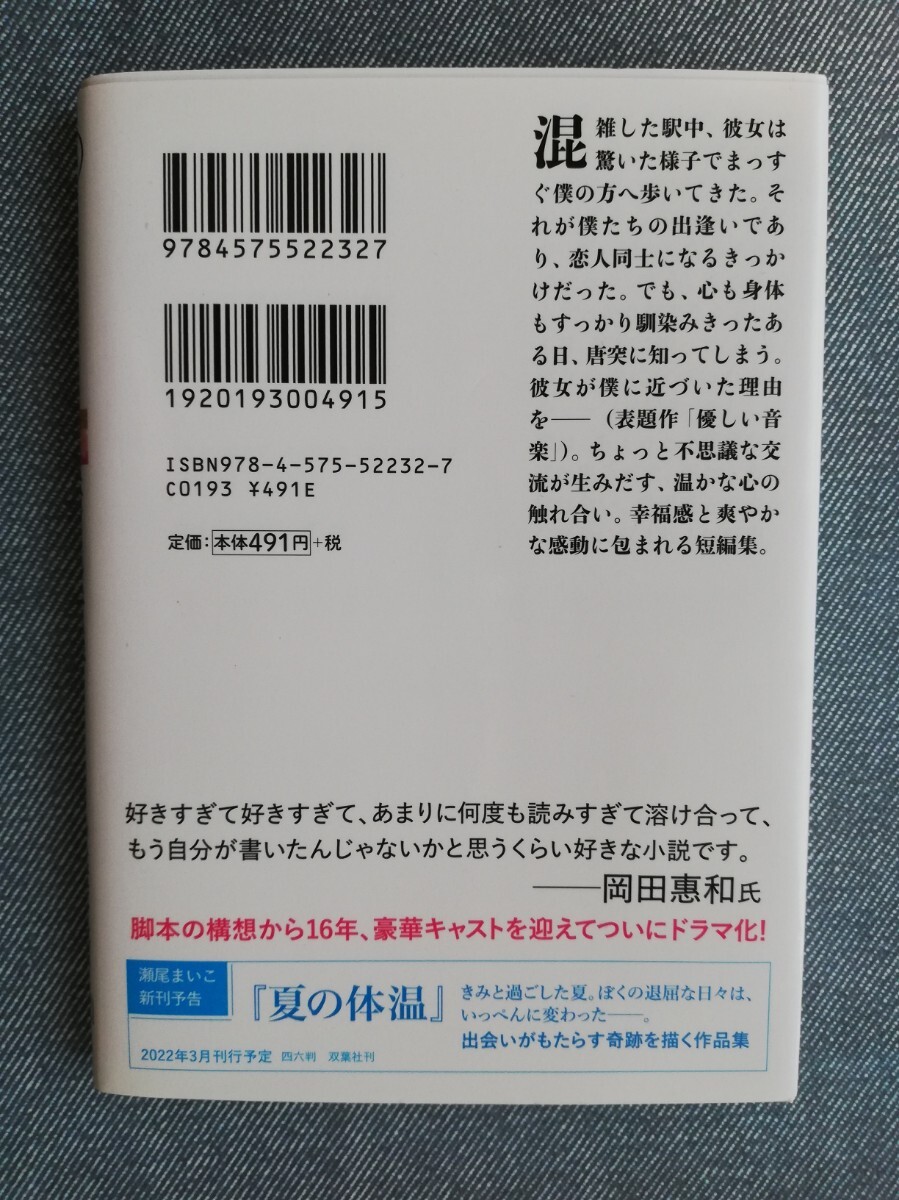 9784575522327
1920193004915
ISBN978-4-575-52232-7
C0193 ¥491E
定価:本体491円+税
混雑した駅中、彼女は
驚いた様子でまっす
ぐ僕の方へ歩いてきた。そ
れが僕たちの出逢いであ
り、恋人同士になるきっか
けだった。でも、心も身体
もすっかり馴染みきったあ
る日、唐突に知ってしまう。
彼女が僕に近づいた理由
を――(表題作「優しい音
楽」)。ちょっと不思議な交
流が生みだす、温かな心の
触れ合い。幸福感と爽やか
な感動に包まれる短編集。
好きすぎて好きすぎて、あまりに何度も読みすぎて溶け合って、
もう自分が書いたんじゃないかと思うくらい好きな小説です。
――岡田惠和氏
脚本の構想から16年、豪華キャストを迎えてついにドラマ化!
瀬尾まいこ
新刊予告
『夏の体温』
きみと過ごした夏。ぼくの退屈な日々は、
いっぺんに変わった――。
出会いがもたらす奇跡を描く作品集
2022年3月刊行予定 四六判 双葉社刊